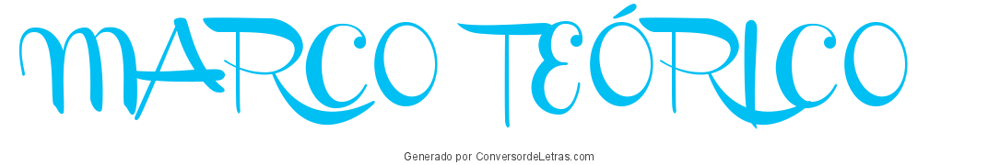 MARCO TEÓRICO
Generado por ConversordeLetras.com